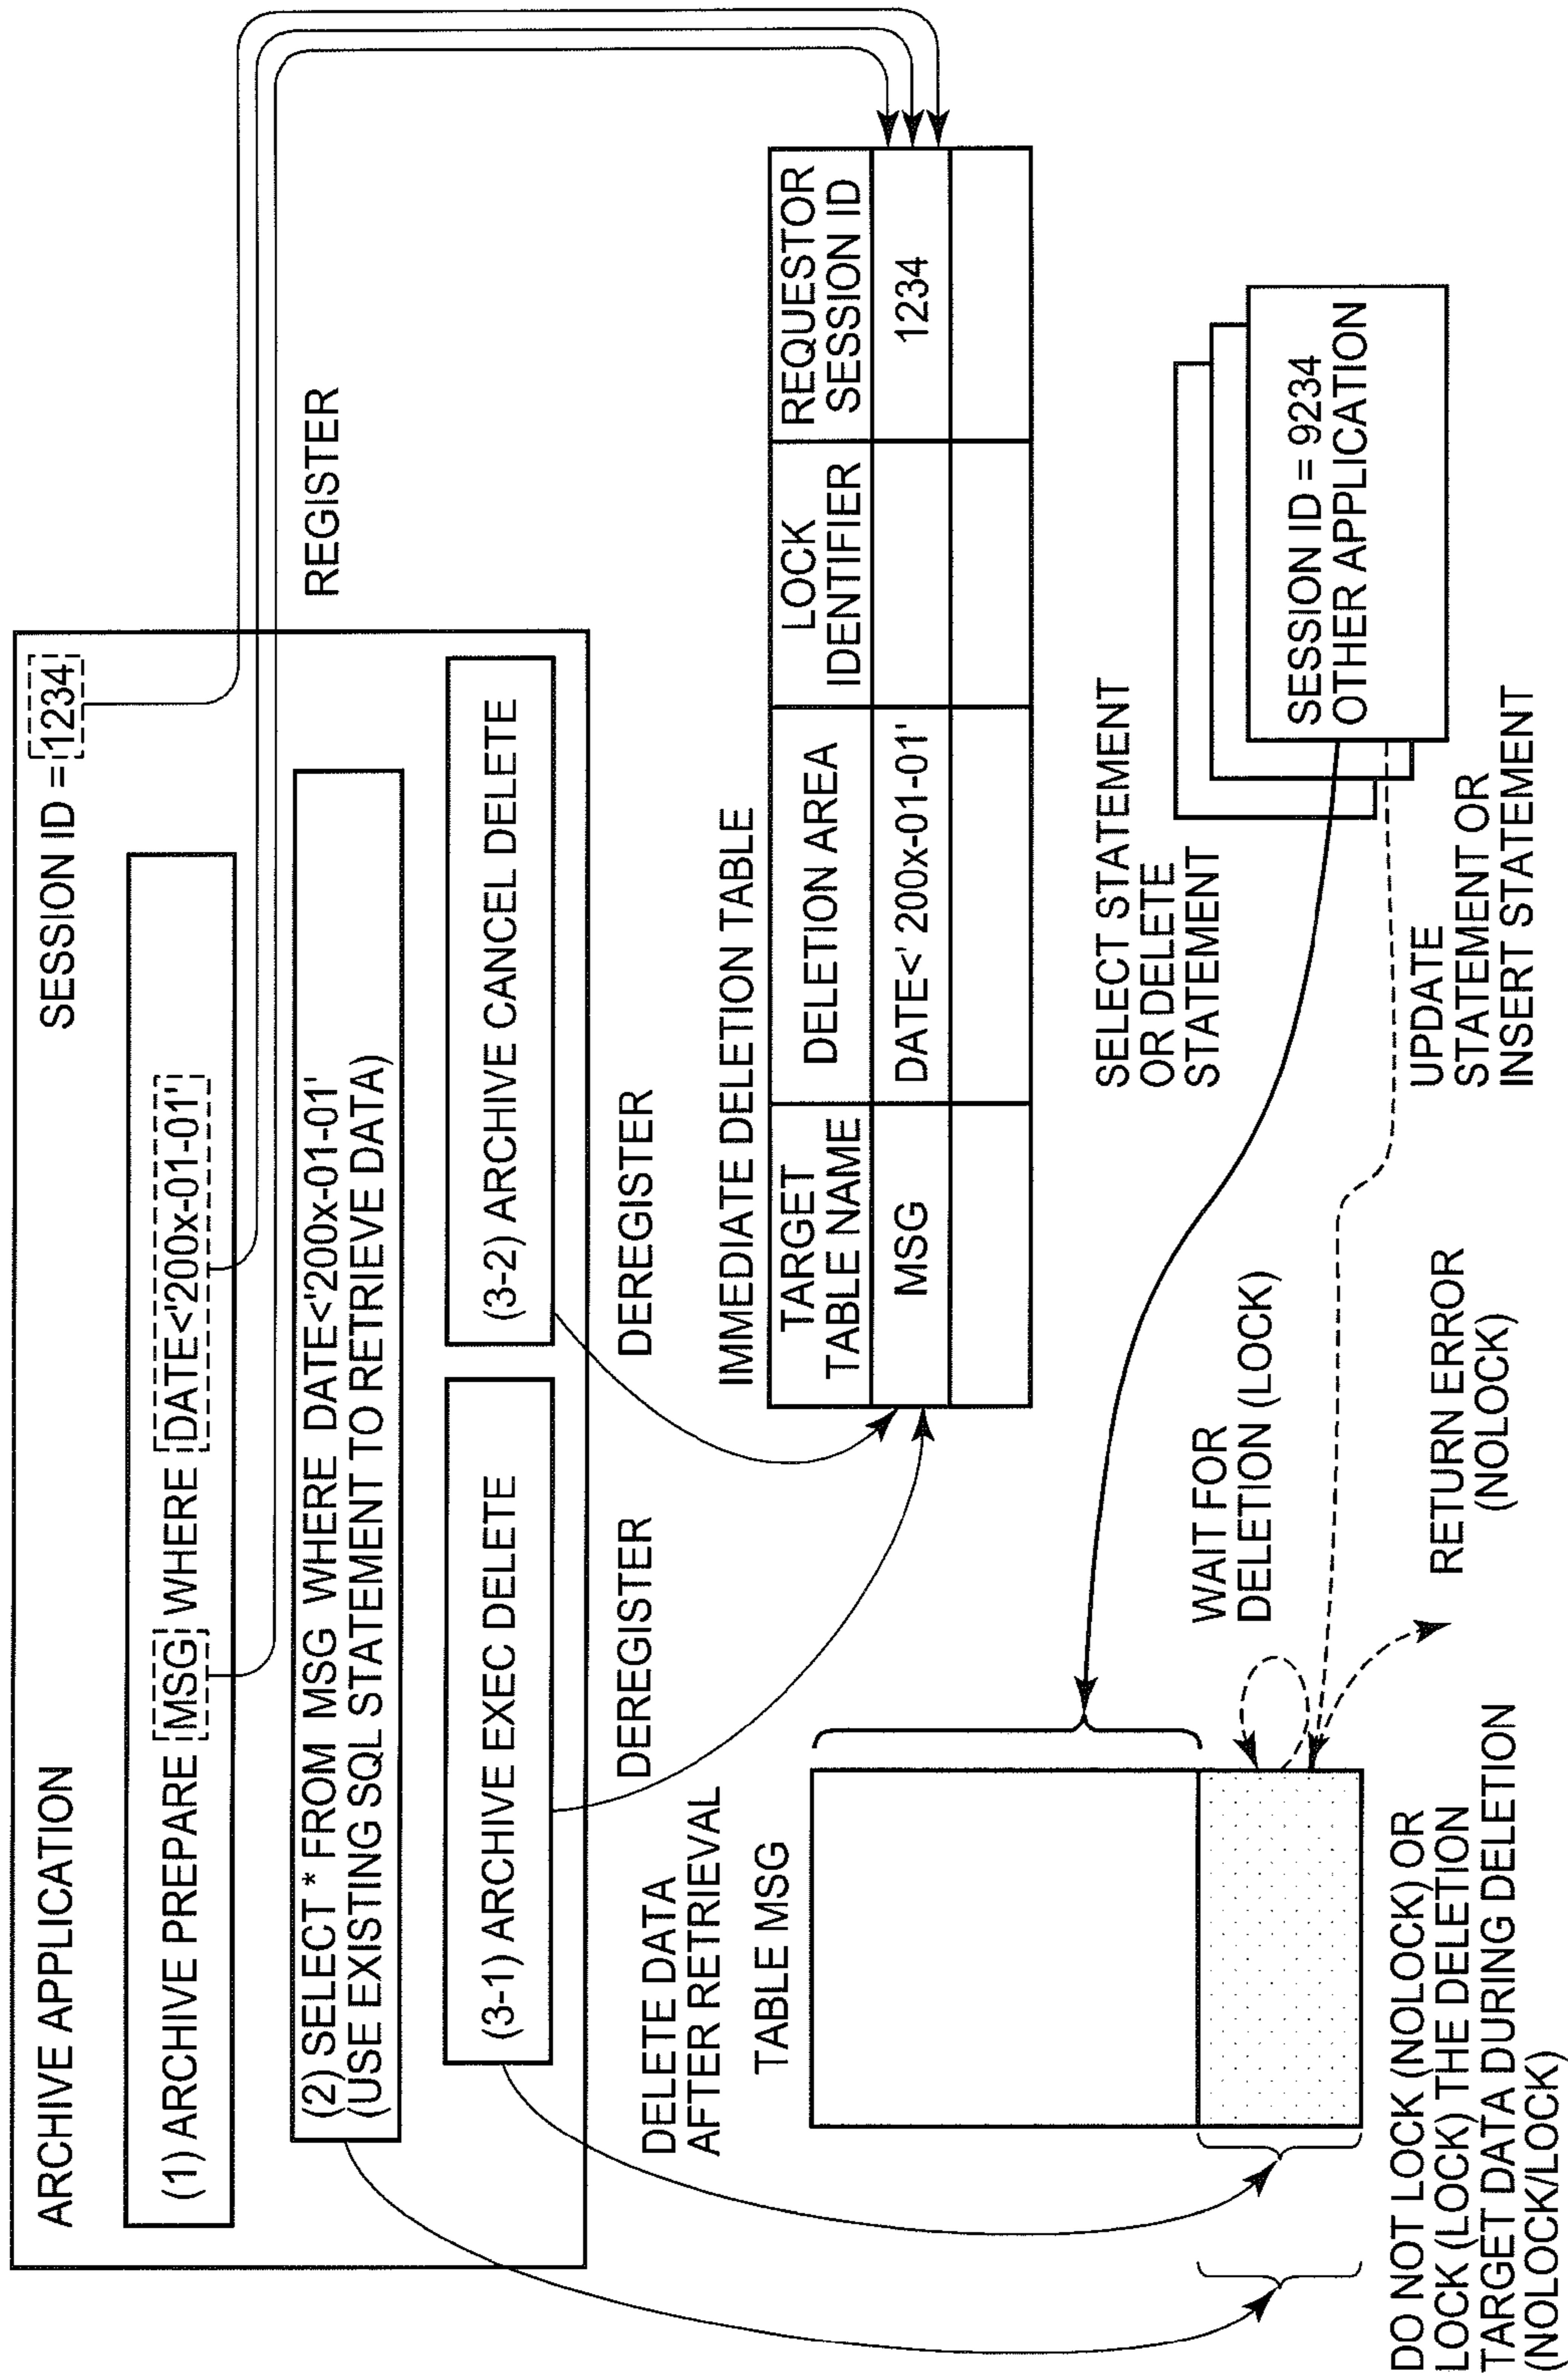 ARCHIVE APPLICATION
SESSION ID = 1234
(1) ARCHIVE PREPARE MSG WHERE DATE<'200x-01-01'
(2) SELECT * FROM MSG WHERE DATE<'200x-01-01'
(USE EXISTING SQL STATEMENT TO RETRIEVE DATA)
(3-1) ARCHIVE EXEC DELETE
(3-2) ARCHIVE CANCEL DELETE
REGISTER
DELETE DATA
AFTER RETRIEVAL
DEREGISTER
DEREGISTER
IMMEDIATE DELETION TABLE
TARGET
TABLE NAME
DELETION AREA
LOCK
IDENTIFIER
REQUESTOR
SESSION ID
MSG
DATE<' 200x-01-01'
1234
TABLE MSG
SELECT STATEMENT
OR DELETE
STATEMENT
SESSION ID = 9234
OTHER APPLICATION
UPDATE
STATEMENT OR
INSERT STATEMENT
WAIT FOR
DELETION (LOCK)
RETURN ERROR
(NOLOCK)
DO NOT LOCK (NOLOCK) OR
LOCK (LOCK) THE DELETION
TARGET DATA DURING DELETION
(NOLOCK/LOCK)